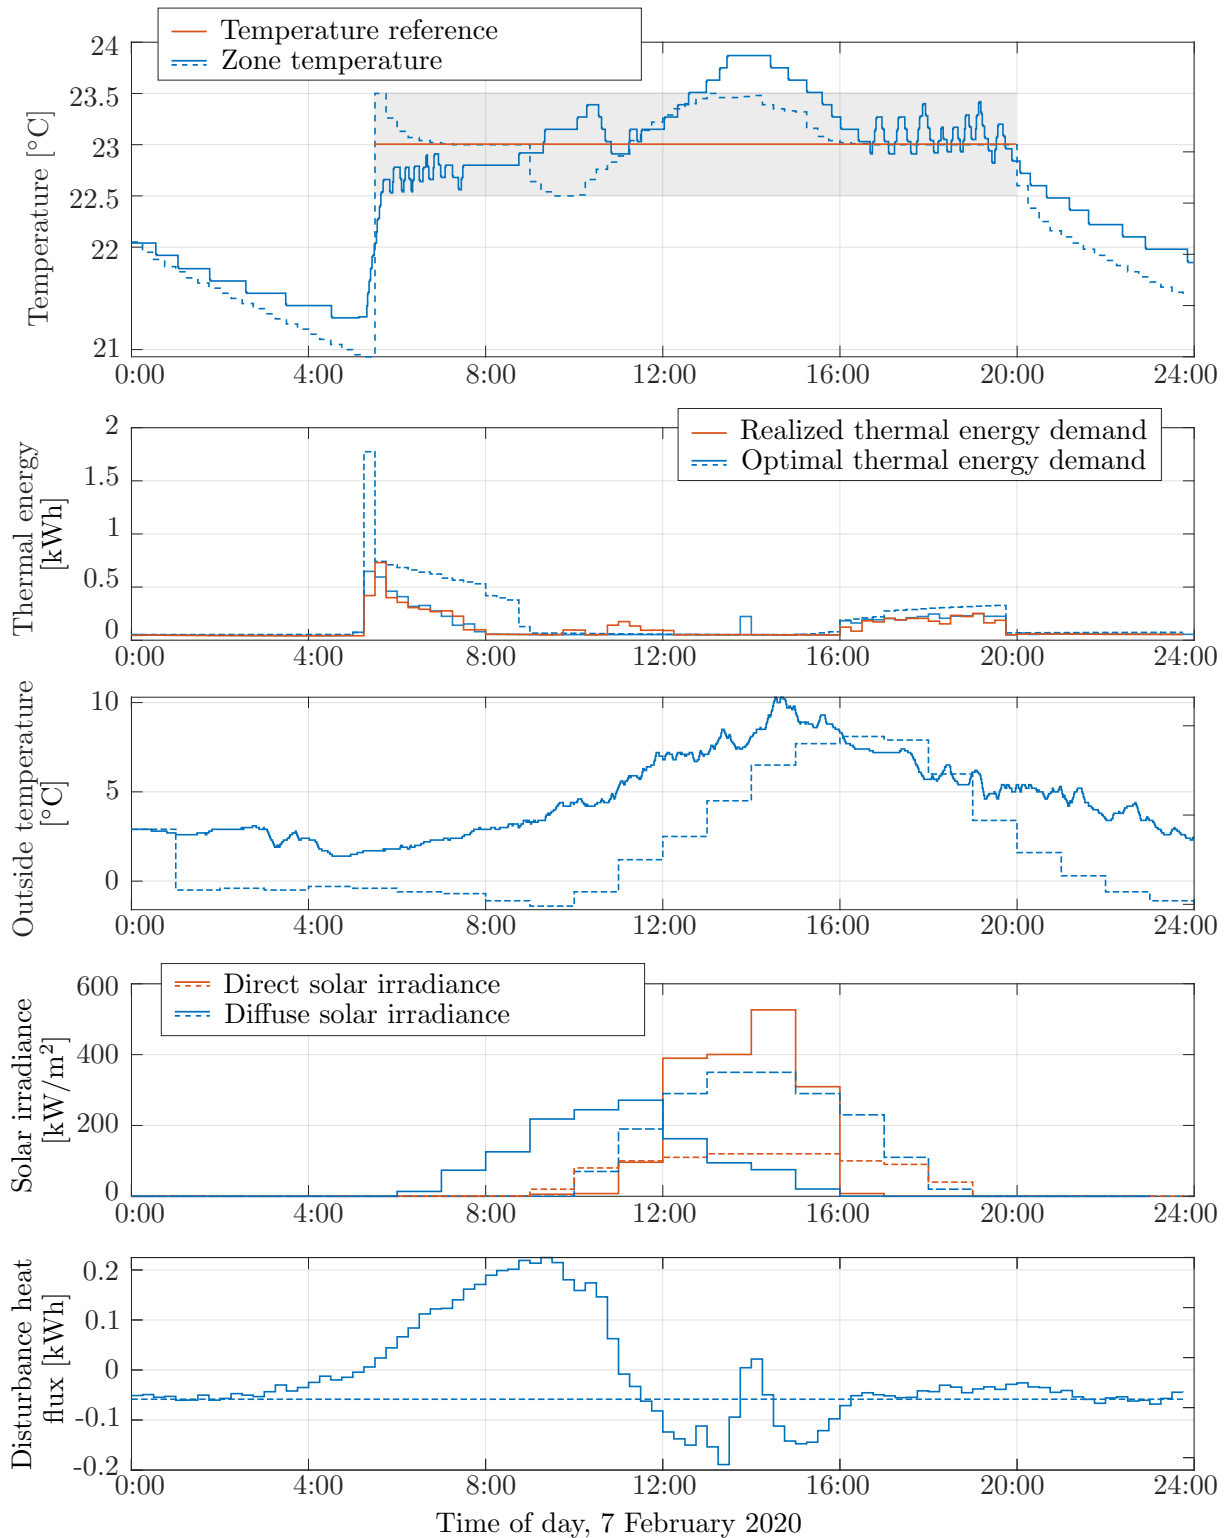 Temperature reference
Zone temperature
Temperature [°C]
24
23.5
23
22.5
22
21
0:00 4:00 8:00 12:00 16:00 20:00 24:00
Realized thermal energy demand
Optimal thermal energy demand
Thermal energy
[kWh]
2
1.5
1
0.5
0
0:00 4:00 8:00 12:00 16:00 20:00 24:00
Outside temperature
[°C]
10
5
0
0:00 4:00 8:00 12:00 16:00 20:00 24:00
Direct solar irradiance
Diffuse solar irradiance
Solar irradiance
[kW/m²]
600
400
200
0
0:00 4:00 8:00 12:00 16:00 20:00 24:00
Disturbance heat
flux [kWh]
0.2
0.1
0
-0.1
-0.2
0:00 4:00 8:00 12:00 16:00 20:00 24:00
Time of day, 7 February 2020